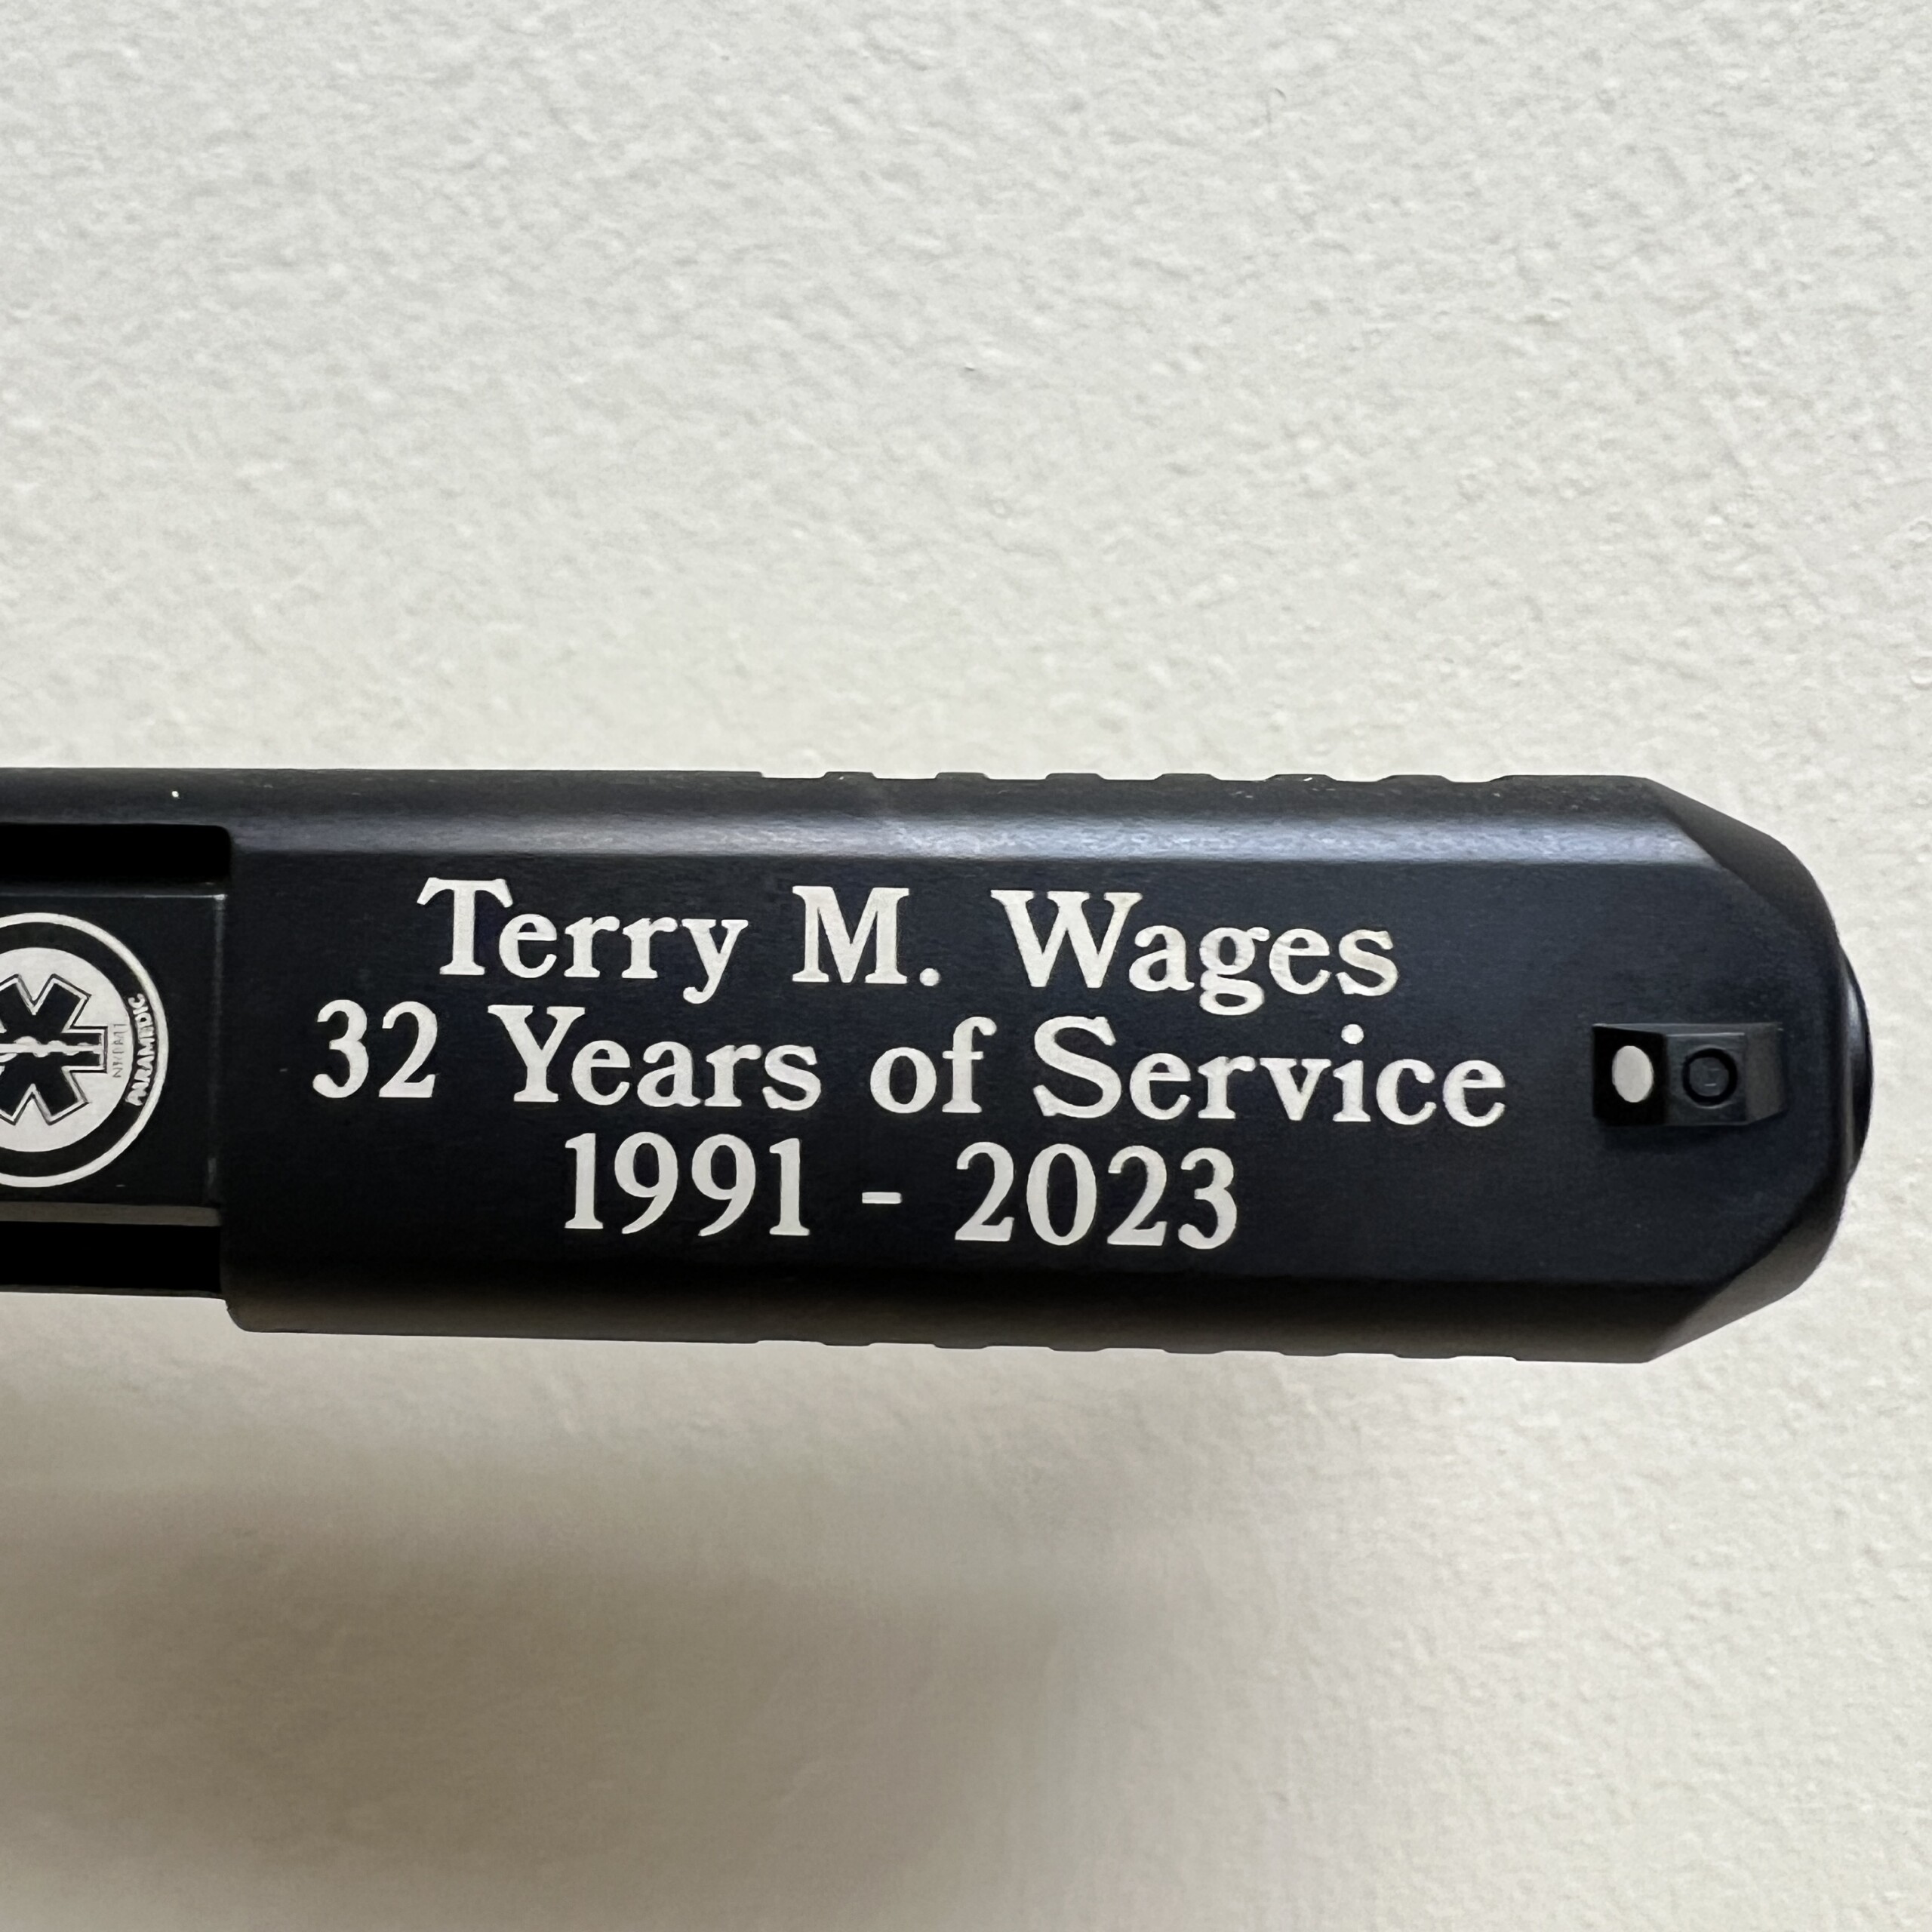 Terry M. Wages
32 Years of Service
1991 - 2023
PARAMEDIC